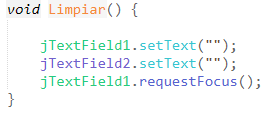 void Limpiar() {
jTextField1.setText("");
jTextField2.setText("");
jTextField1.requestFocus();
}